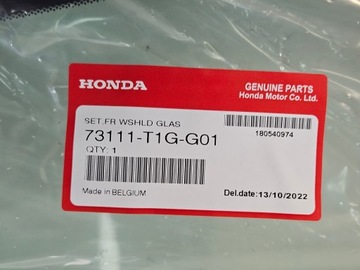 HONDA
GENUINE PARTS
Honda Motor Co. Ltd.
SET.FR WSHLD GLAS
73111-T1G-G01
180540974
QTY: 1
Made in BELGIUM
Del.date:13/10/2022